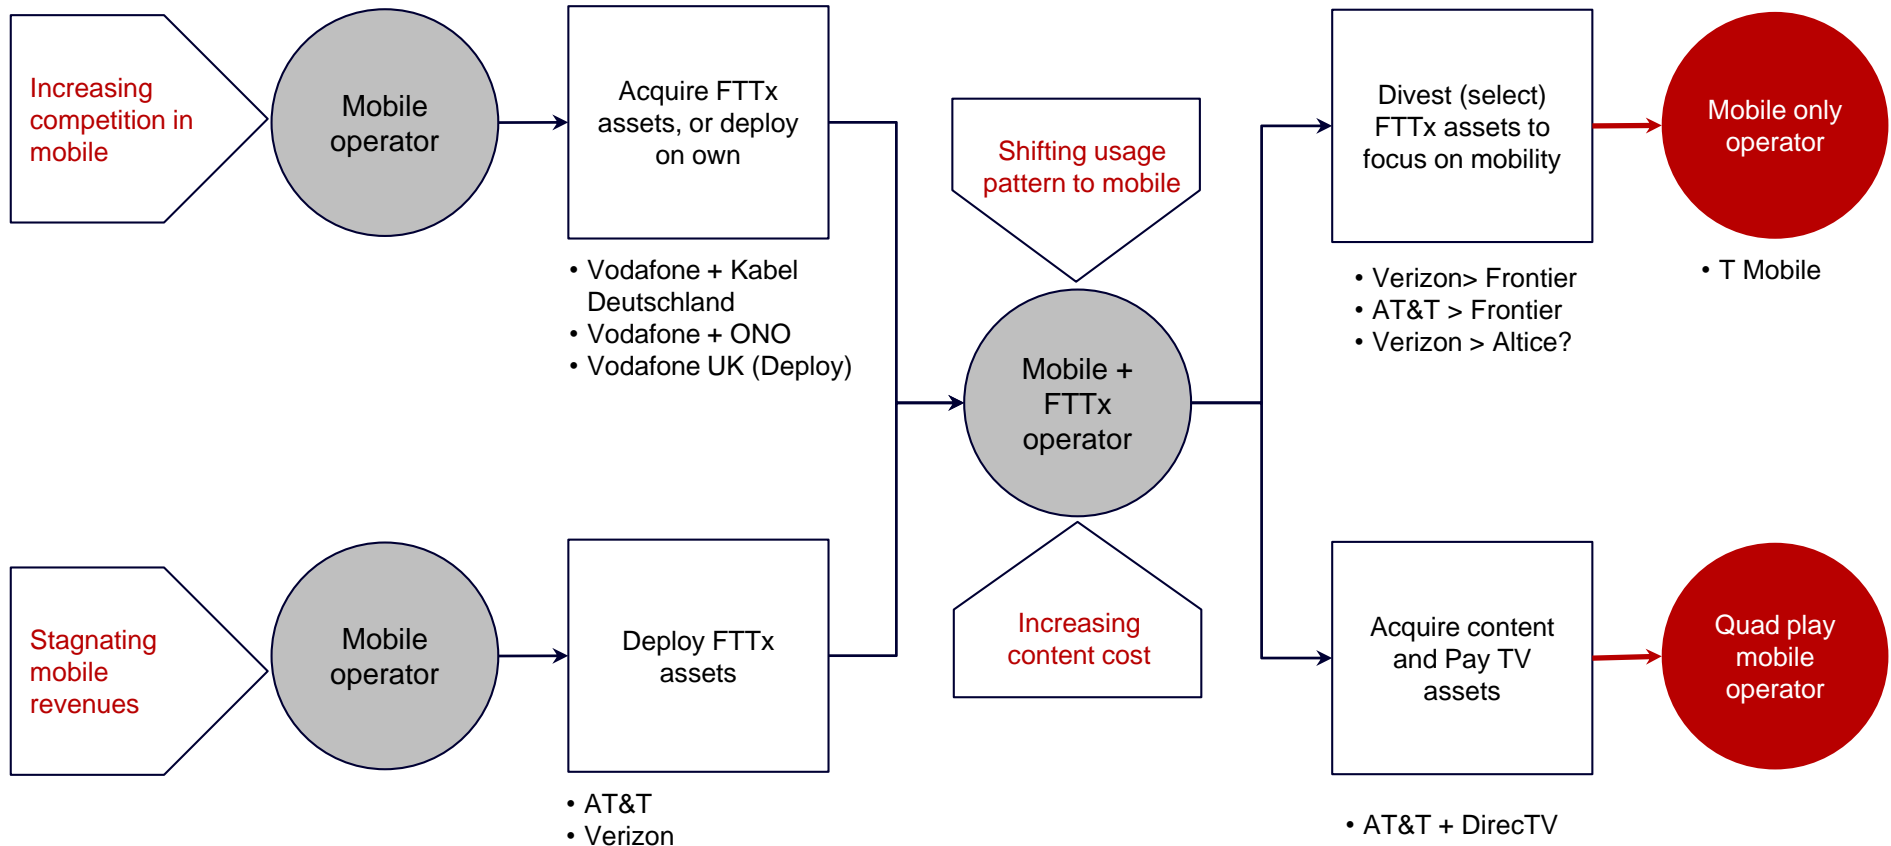 Increasing
competition in
mobile
Mobile
operator
Acquire FTTx
assets, or deploy
on own
• Vodafone + Kabel
Deutschland
• Vodafone + ONO
• Vodafone UK (Deploy)
Shifting usage
pattern to mobile
Divest (select)
FTTx assets to
focus on mobility
• Verizon> Frontier
• AT&T > Frontier
• Verizon > Altice?
Mobile only
operator
• T Mobile
Mobile +
FTTx
operator
Stagnating
mobile
revenues
Mobile
operator
Deploy FTTx
assets
• AT&T
• Verizon
Increasing
content cost
Acquire content
and Pay TV
assets
• AT&T + DirecTV
Quad play
mobile
operator